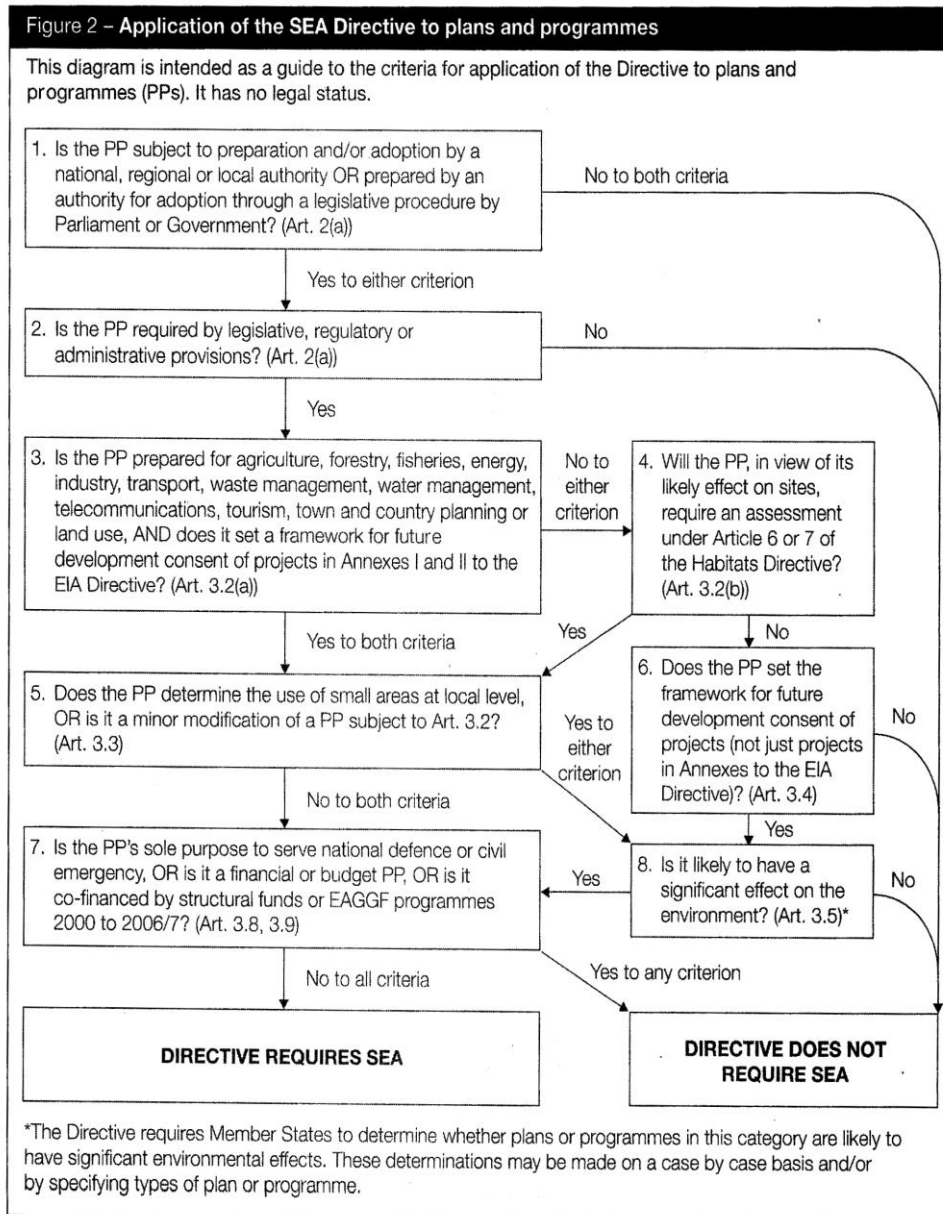 Figure 2 – Application of the SEA Directive to plans and programmes
This diagram is intended as a guide to the criteria for application of the Directive to plans and
programmes (PPs). It has no legal status.
1. Is the PP subject to preparation and/or adoption by a
national, regional or local authority OR prepared by an
authority for adoption through a legislative procedure by
Parliament or Government? (Art. 2(a))
No to both criteria
Yes to either criterion
2. Is the PP required by legislative, regulatory or
administrative provisions? (Art. 2(a))
No
Yes
3. Is the PP prepared for agriculture, forestry, fisheries, energy,
industry, transport, waste management, water management,
telecommunications, tourism, town and country planning or
land use, AND does it set a framework for future
development consent of projects in Annexes I and II to the
EIA Directive? (Art. 3.2(a))
No to
either
criterion
4. Will the PP, in view of its
likely effect on sites,
require an assessment
under Article 6 or 7 of
the Habitats Directive?
(Art. 3.2(b))
Yes to both criteria
Yes
No
5. Does the PP determine the use of small areas at local level,
OR is it a minor modification of a PP subject to Art. 3.2?
(Art. 3.3)
Yes to
either
criterion
6. Does the PP set the
framework for future
development consent of
projects (not just projects
in Annexes to the EIA
Directive)? (Art. 3.4)
No
No to both criteria
Yes
7. Is the PP's sole purpose to serve national defence or civil
emergency, OR is it a financial or budget PP, OR is it
co-financed by structural funds or EAGGF programmes
2000 to 2006/7? (Art. 3.8, 3.9)
Yes
8. Is it likely to have a
significant effect on the
environment? (Art. 3.5)*
No
No to all criteria
Yes to any criterion
DIRECTIVE REQUIRES SEA
DIRECTIVE DOES NOT
REQUIRE SEA
*The Directive requires Member States to determine whether plans or programmes in this category are likely to
have significant environmental effects. These determinations may be made on a case by case basis and/or
by specifying types of plan or programme.